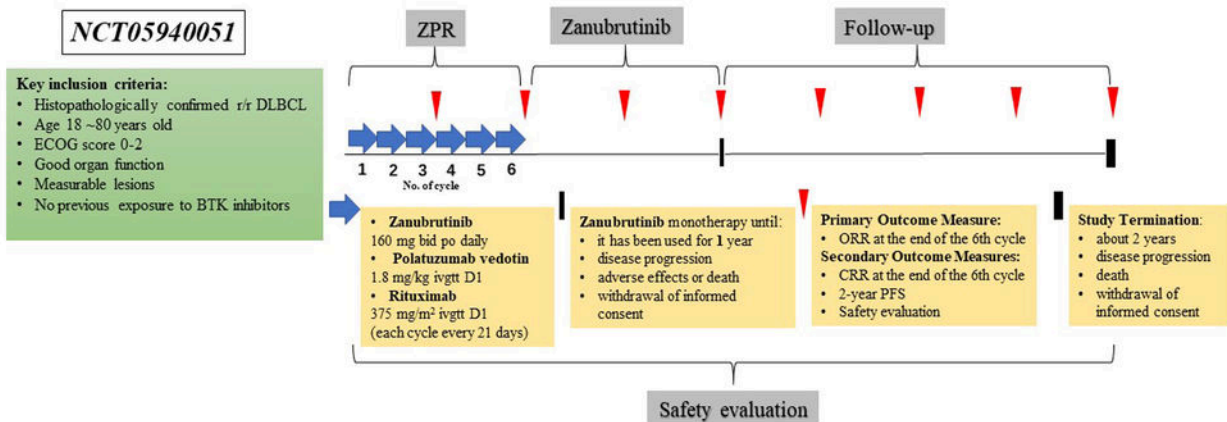 NCT05940051
ZPR
Zanubrutinib
Follow-up
Key inclusion criteria:
• Histopathologically confirmed r/r DLBCL
• Age 18 ~80 years old
• ECOG score 0-2
• Good organ function
• Measurable lesions
• No previous exposure to BTK inhibitors
1 2 3 4 5 6
No. of cycle
• Zanubrutinib
160 mg bid po daily
• Polatuzumab vedotin
1.8 mg/kg ivgtt D1
• Rituximab
375 mg/m² ivgtt D1
(each cycle every 21 days)
Zanubrutinib monotherapy until:
• it has been used for 1 year
• disease progression
• adverse effects or death
• withdrawal of informed
consent
Primary Outcome Measure:
• ORR at the end of the 6th cycle
Secondary Outcome Measures:
• CRR at the end of the 6th cycle
• 2-year PFS
• Safety evaluation
Study Termination:
• about 2 years
• disease progression
• death
• withdrawal of
informed consent
Safety evaluation